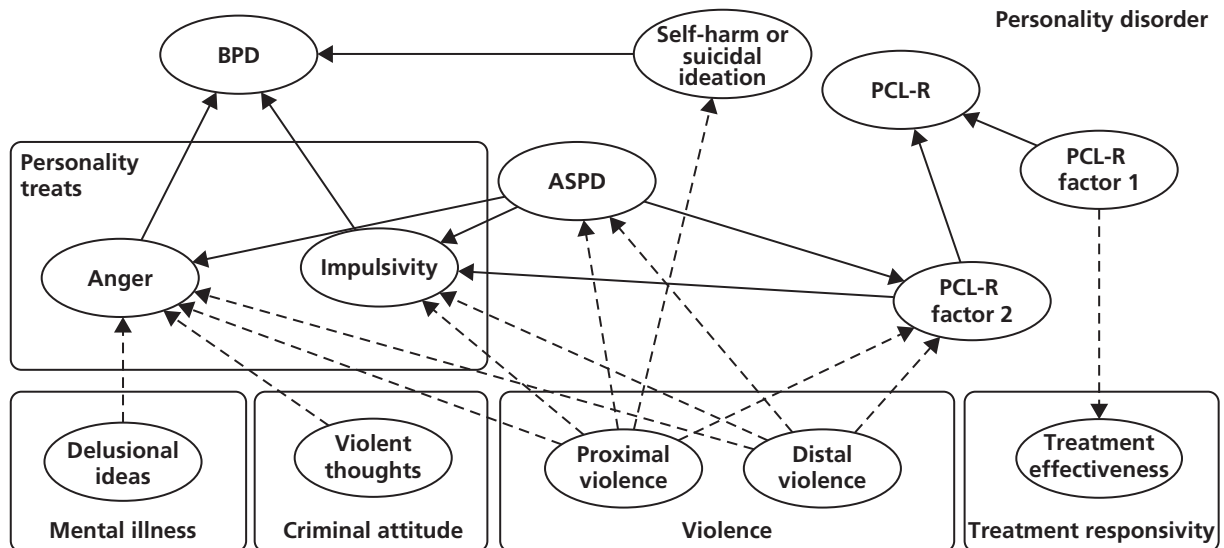 Personality disorder
BPD
Self-harm or
suicidal
ideation
PCL-R
PCL-R
factor 1
Personality
treats
ASPD
Anger
Impulsivity
PCL-R
factor 2
Delusional
ideas
Mental illness
Violent
thoughts
Criminal attitude
Proximal
violence
Distal
violence
Violence
Treatment
effectiveness
Treatment responsivity